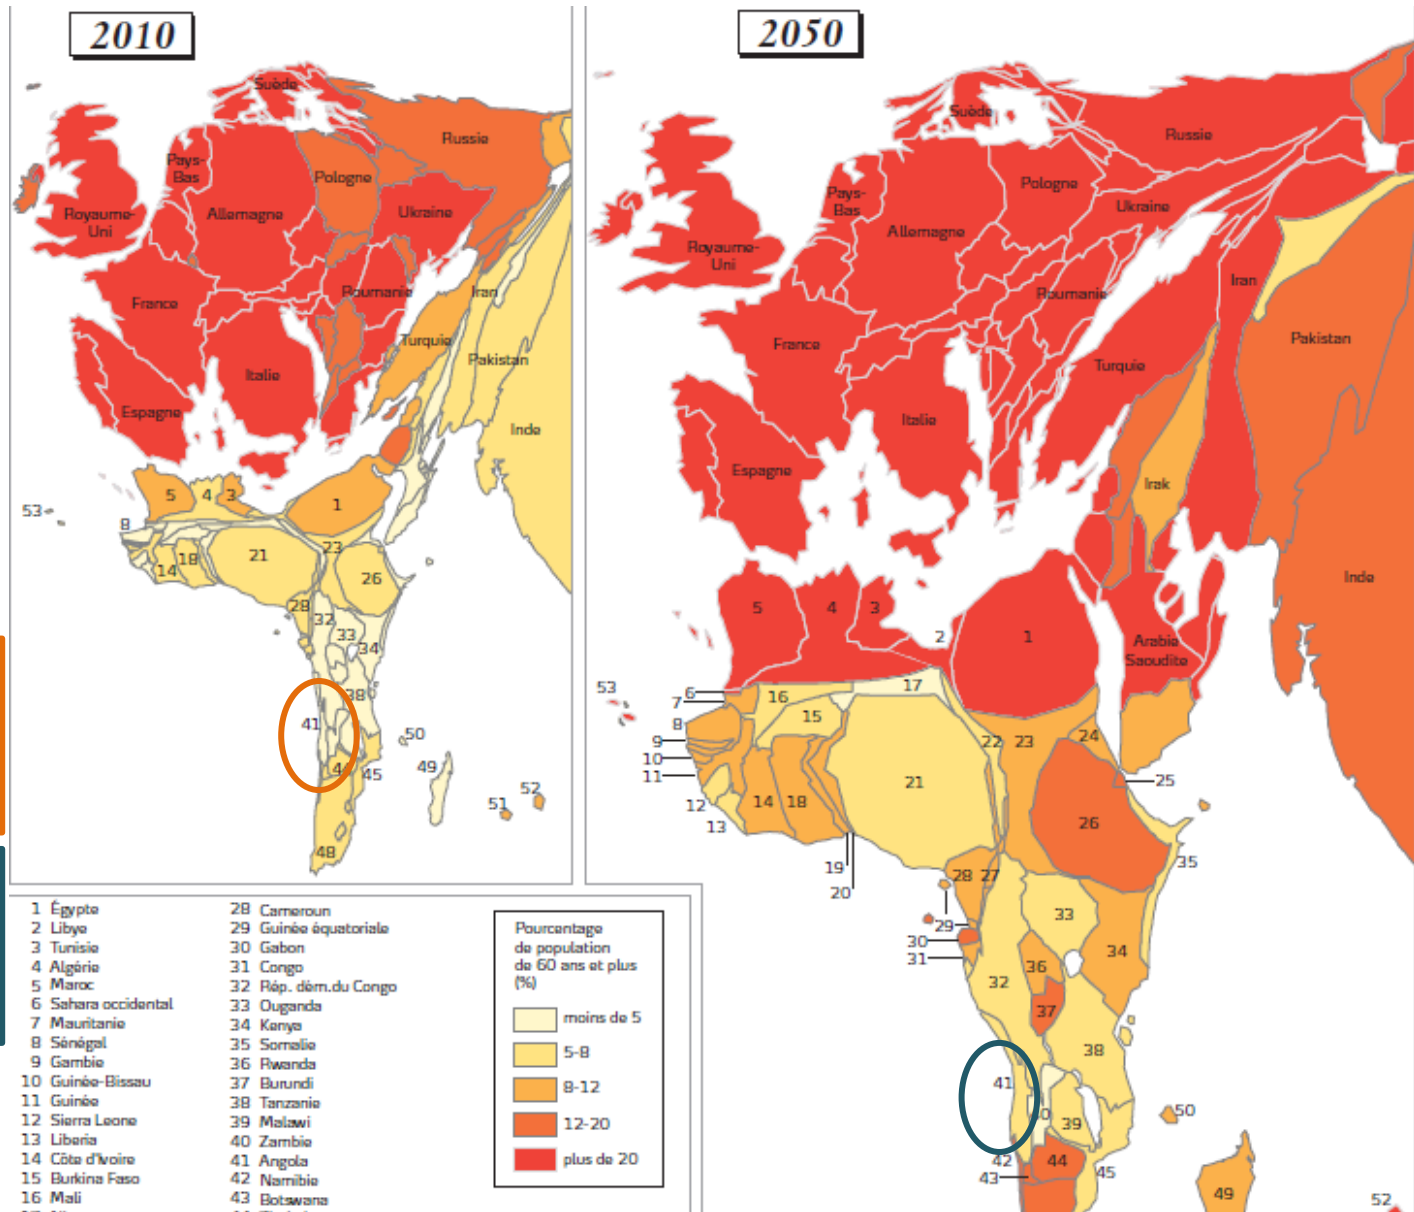 2010
Suède
Russie
Pays-
Bas
Pologne
Royaume-
Uni
Allemagne
Ukraine
France
Roumanie
Iran
Turquie
Pakistan
Italie
Espagne
Inde
5
4
3
1
53
8
14
18
21
23
26
28
32
33
34
38
41
44
45
50
49
51
52
48
2050
Suède
Russie
Pays-
Bas
Pologne
Ukraine
Allemagne
Royaume-
Uni
Roumanie
Iran
France
Pakistan
Turquie
Italie
Espagne
Irak
Inde
5
4
3
2
1
Arabie
Saoudite
53
6
7
8
9
10
11
12
13
14
15
16
17
18
19
20
21
22
23
24
25
26
27
28
29
30
31
32
33
34
35
36
37
38
39
41
42
43
44
45
49
50
52
1 Égypte
2 Libye
3 Tunisie
4 Algérie
5 Maroc
6 Sahara occidental
7 Mauritanie
8 Sénégal
9 Gambie
10 Guinée-Bissau
11 Guinée
12 Sierra Leone
13 Liberia
14 Côte d'Ivoire
15 Burkina Faso
16 Mali
28 Cameroun
29 Guinée équatoriale
30 Gabon
31 Congo
32 Rép. dém.du Congo
33 Ouganda
34 Kenya
35 Somalie
36 Rwanda
37 Burundi
38 Tanzanie
39 Malawi
40 Zambie
41 Angola
42 Namibie
43 Botswana
Pourcentage
de population
de 60 ans et plus
(%)
moins de 5
5-8
8-12
12-20
plus de 20